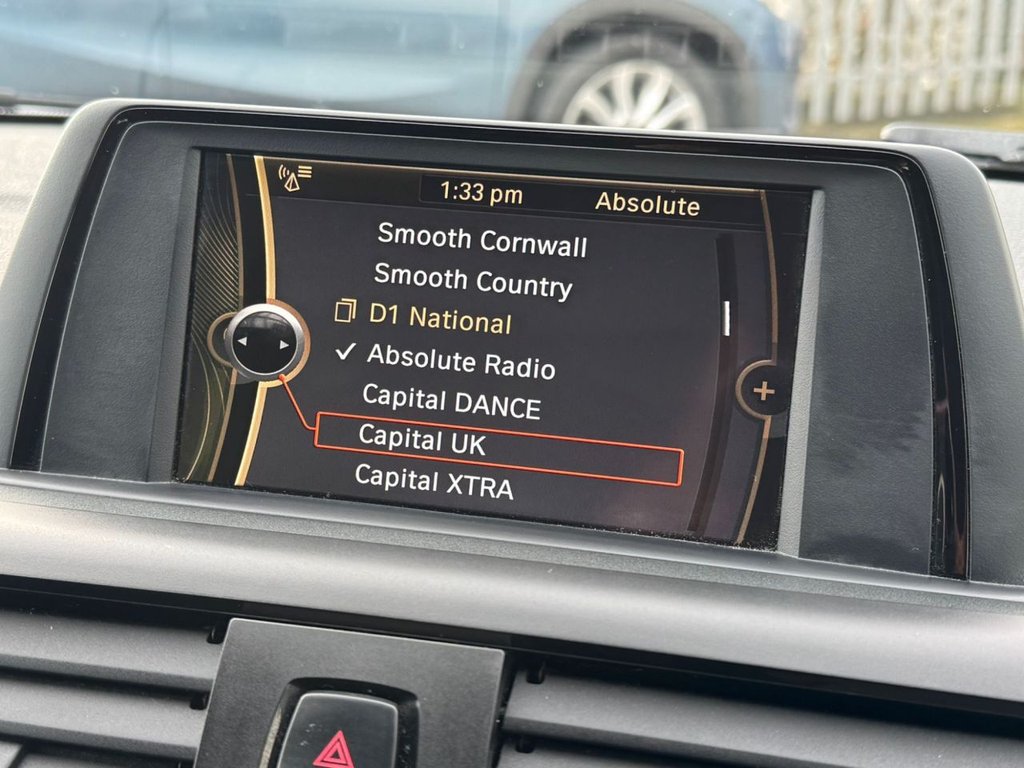 1:33 pm Absolute
Smooth Cornwall
Smooth Country
D1 National
Absolute Radio
Capital DANCE
Capital UK
Capital XTRA